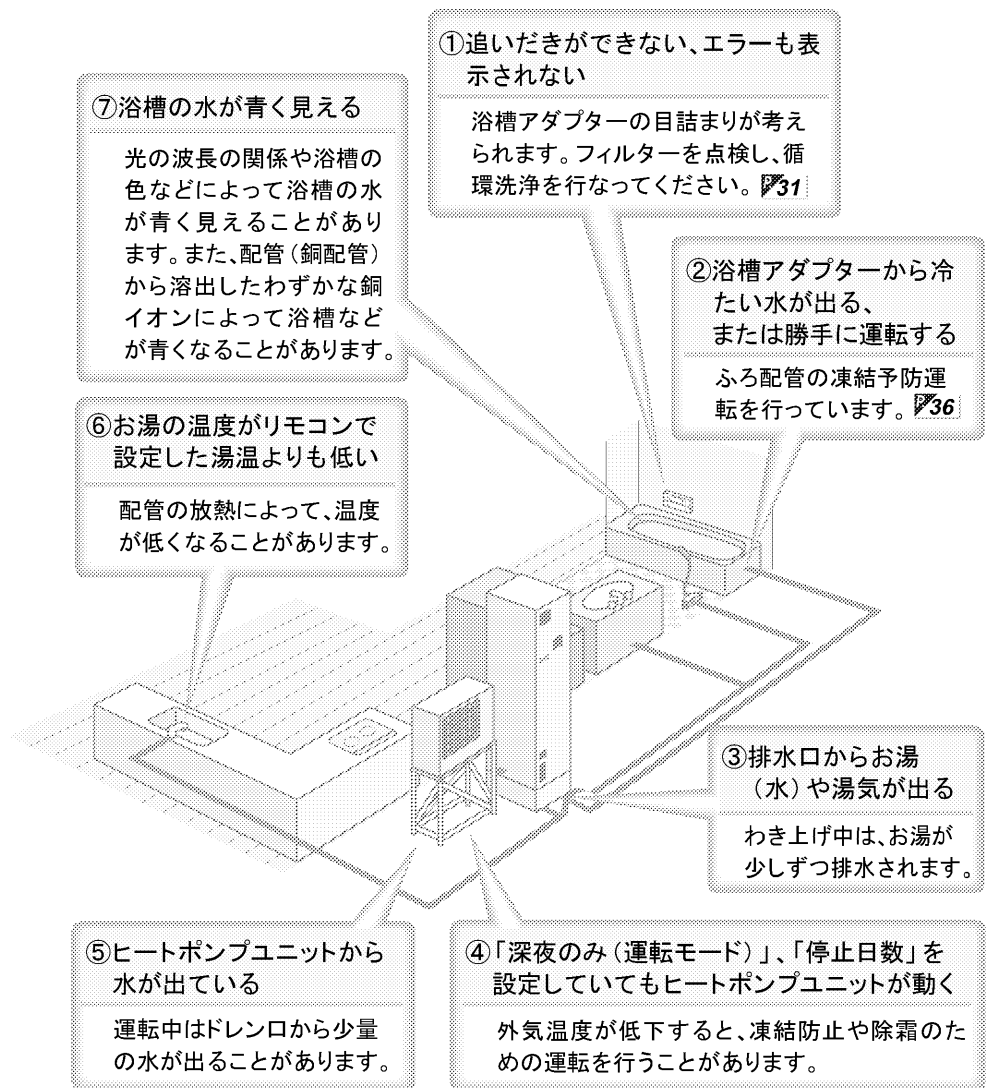 ①追いだきができない、エラーも表
示されない
浴槽アダプターの目詰まりが考え
られます。フィルターを点検し、循
環洗浄を行なってください。 P31
②浴槽アダプターから冷
たい水が出る、
または勝手に運転する
ふろ配管の凍結予防運
転を行っています。 P36
③排水口からお湯
（水）や湯気が出る
わき上げ中は、お湯が
少しずつ排水されます。
④「深夜のみ（運転モード）」、「停止日数」を
設定していてもヒートポンプユニットが動く
外気温度が低下すると、凍結防止や除霜のた
めの運転を行うことがあります。
⑤ヒートポンプユニットから
水が出ている
運転中はドレン口から少量
の水が出ることがあります。
⑥お湯の温度がリモコンで
設定した湯温よりも低い
配管の放熱によって、温度
が低くなることがあります。
⑦浴槽の水が青く見える
光の波長の関係や浴槽の
色などによって浴槽の水
が青く見えることがあり
ます。また、配管（銅配管）
から溶出したわずかな銅
イオンによって浴槽など
が青くなることがあります。